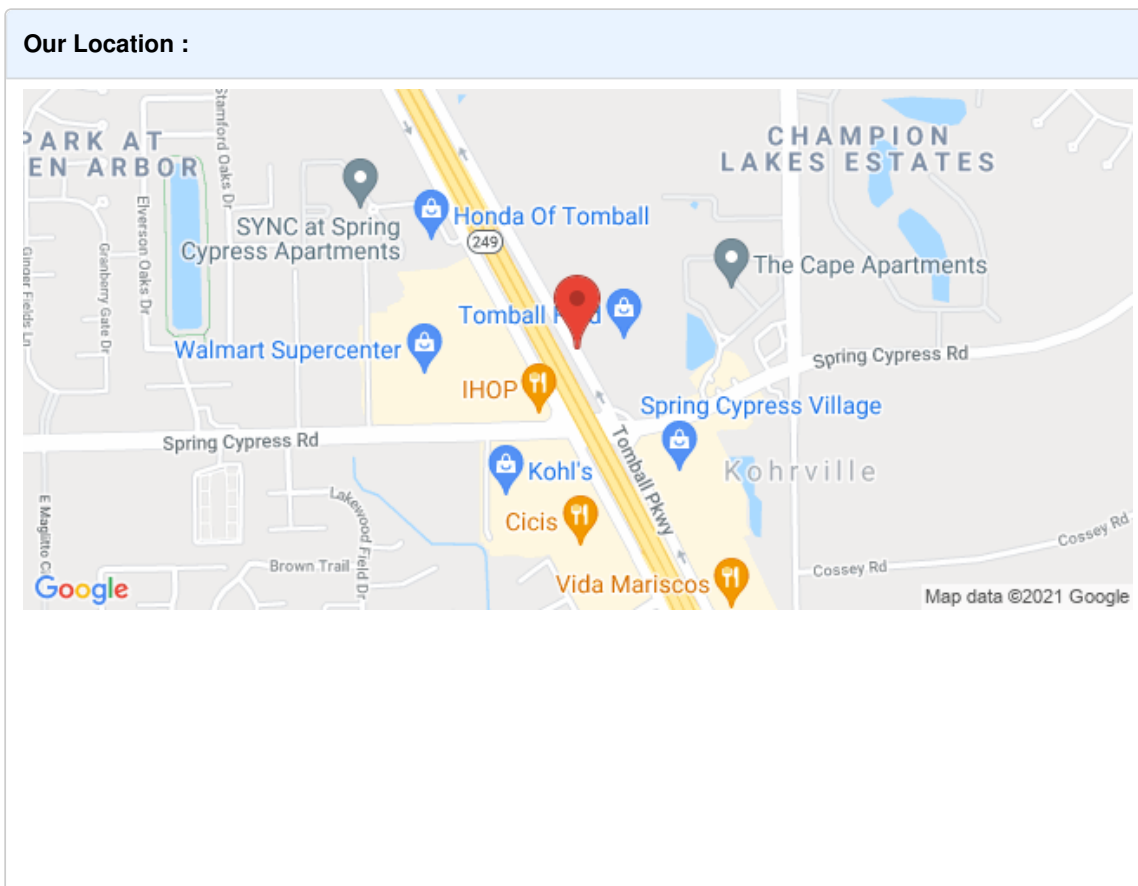 Our Location :
PARK AT
EN ARBOR
Stamford Oaks Dr
Elverson Oaks Dr
Granberry Gate Dr
Ginger Fields Ln
SYNC at Spring
Cypress Apartments
Honda Of Tomball
249
CHAMPION
LAKES ESTATES
The Cape Apartments
Tomball
Walmart Supercenter
IHOP
Spring Cypress Rd
Spring Cypress Village
Spring Cypress Rd
Tomball Pkwy
Kohl's
Kohrville
Cicis
E Maglitto Ci
Lakewood Field Dr
Brown Trail
Vida Mariscos
Cossey Rd
Cossey Rd
Google
Map data ©2021 Google